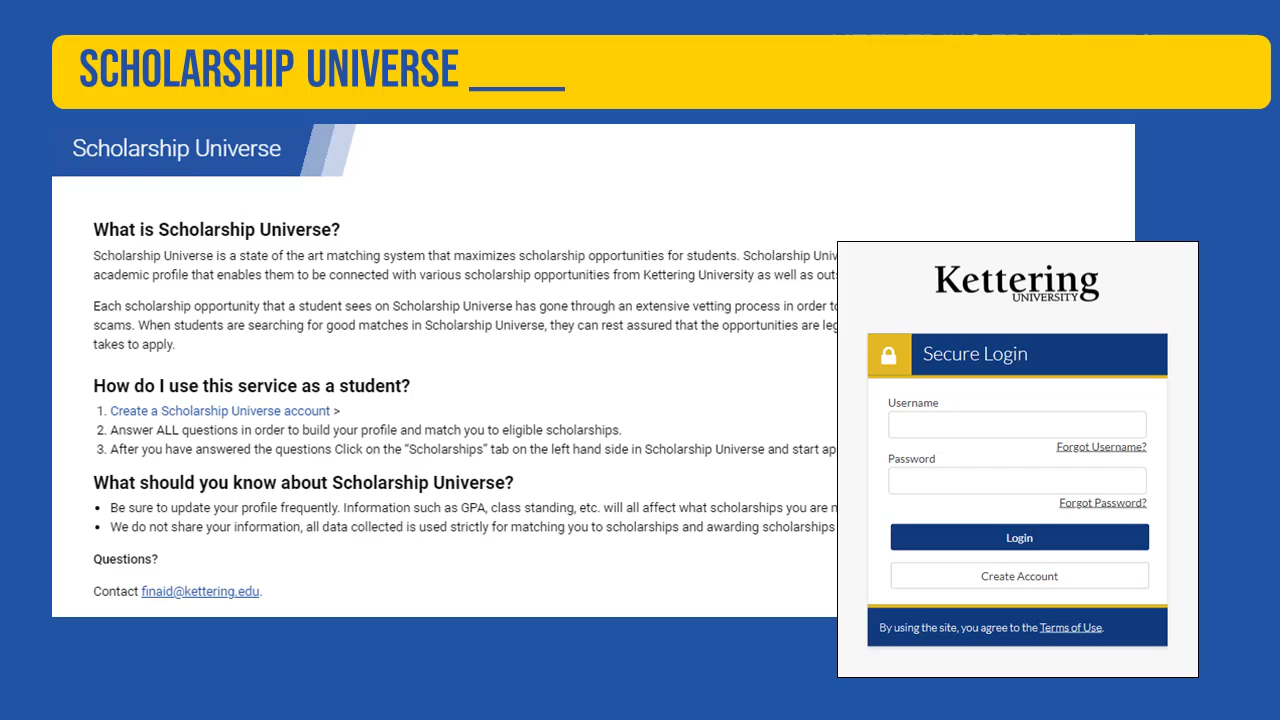 SCHOLARSHIP UNIVERSE _____
Scholarship Universe
What is Scholarship Universe?
Scholarship Universe is a state of the art matching system that maximizes scholarship opportunities for students. Scholarship
academic profile that enables them to be connected with various scholarship opportunities from Kettering University as well as
Each scholarship opportunity that a student sees on Scholarship Universe has gone through an extensive vetting process in order to
scams. When students are searching for good matches in Scholarship Universe, they can rest assured that the opportunities are
takes to apply.
How do I use this service as a student?
1. Create a Scholarship Universe account >
2. Answer ALL questions in order to build your profile and match you to eligible scholarships.
3. After you have answered the questions Click on the “Scholarships” tab on the left hand side in Scholarship Universe and start
What should you know about Scholarship Universe?
• Be sure to update your profile frequently. Information such as GPA, class standing, etc. will all affect what scholarships you are
• We do not share your information, all data collected is used strictly for matching you to scholarships and awarding scholarships
Questions?
Contact finaid@kettering.edu.
Kettering
UNIVERSITY
Secure Login
Username
Forgot Username?
Password
Forgot Password?
Login
Create Account
By using the site, you agree to the Terms of Use.